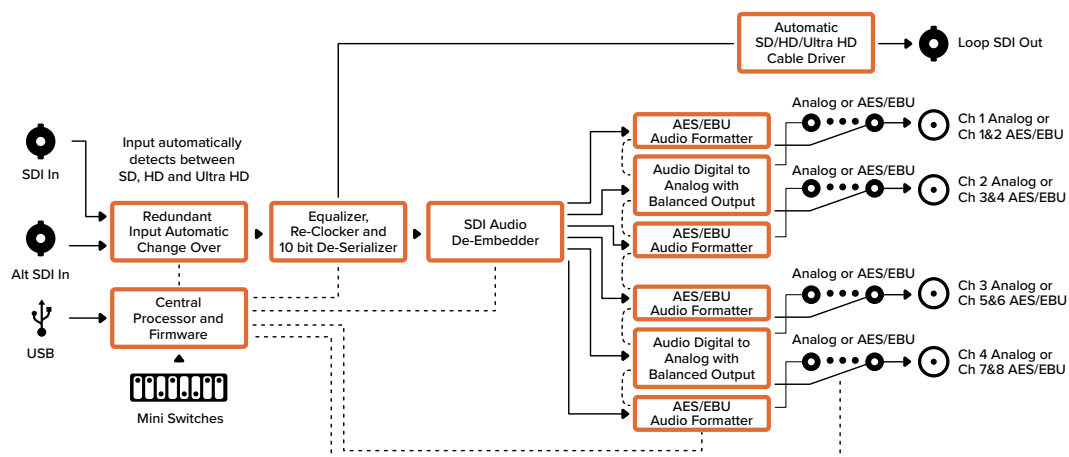 Automatic
SD/HD/Ultra HD
Cable Driver
Loop SDI Out
SDI In
Input automatically
detects between
SD, HD and Ultra HD
Alt SDI In
Redundant
Input Automatic
Change Over
Equalizer,
Re-Clocker and
10 bit De-Serializer
SDI Audio
De-Embedder
USB
Central
Processor and
Firmware
Mini Switches
AES/EBU
Audio Formatter
Audio Digital to
Analog with
Balanced Output
AES/EBU
Audio Formatter
AES/EBU
Audio Formatter
Audio Digital to
Analog with
Balanced Output
AES/EBU
Audio Formatter
Analog or AES/EBU
Ch 1 Analog or
Ch 1&2 AES/EBU
Analog or AES/EBU
Ch 2 Analog or
Ch 3&4 AES/EBU
Analog or AES/EBU
Ch 3 Analog or
Ch 5&6 AES/EBU
Analog or AES/EBU
Ch 4 Analog or
Ch 7&8 AES/EBU